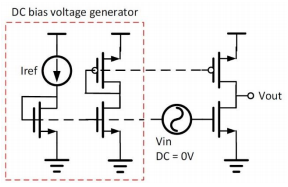 DC bias voltage generator
Iref
Vout
Vin
DC = 0V